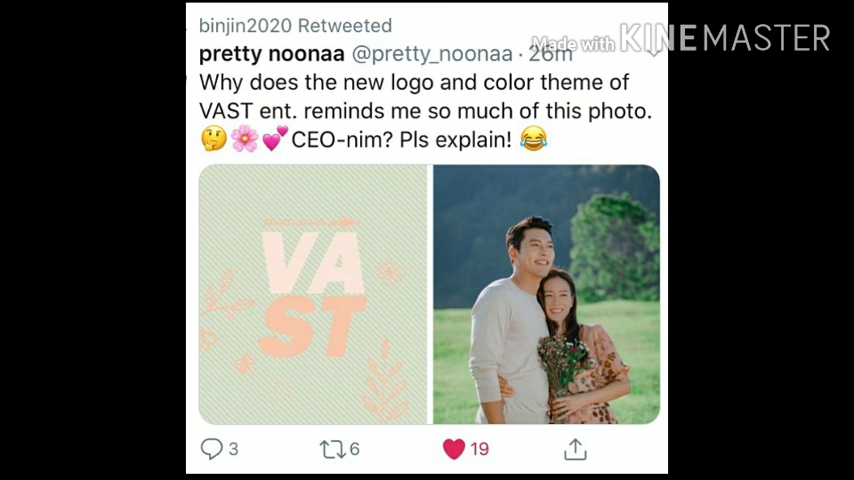 binjin2020 Retweeted
pretty noonaa @pretty_noonaa · 26m
Made with KINEMASTER
Why does the new logo and color theme of
VAST ent. reminds me so much of this photo.
🤔🌸💕 CEO-nim? Pls explain! 😂
VA
ST
3
6
19